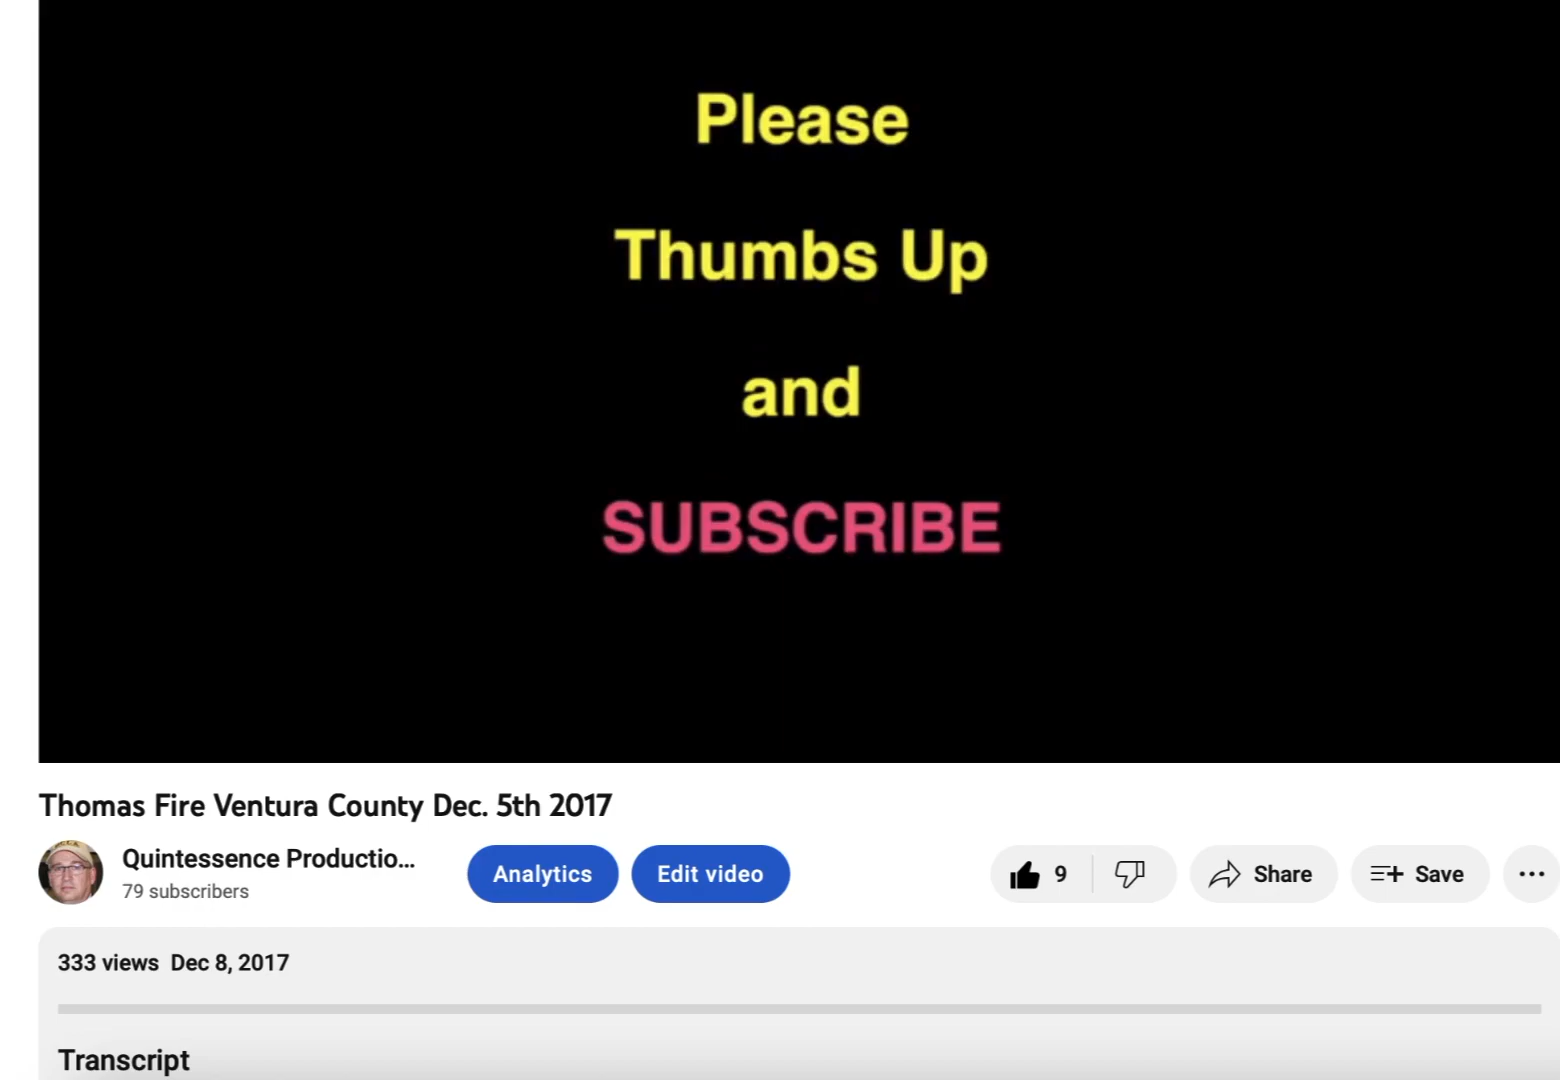 Please
Thumbs Up
and
SUBSCRIBE
Thomas Fire Ventura County Dec. 5th 2017
Quintessence Productio...
79 subscribers
Analytics
Edit video
9
Share
Save
333 views Dec 8, 2017
Transcript